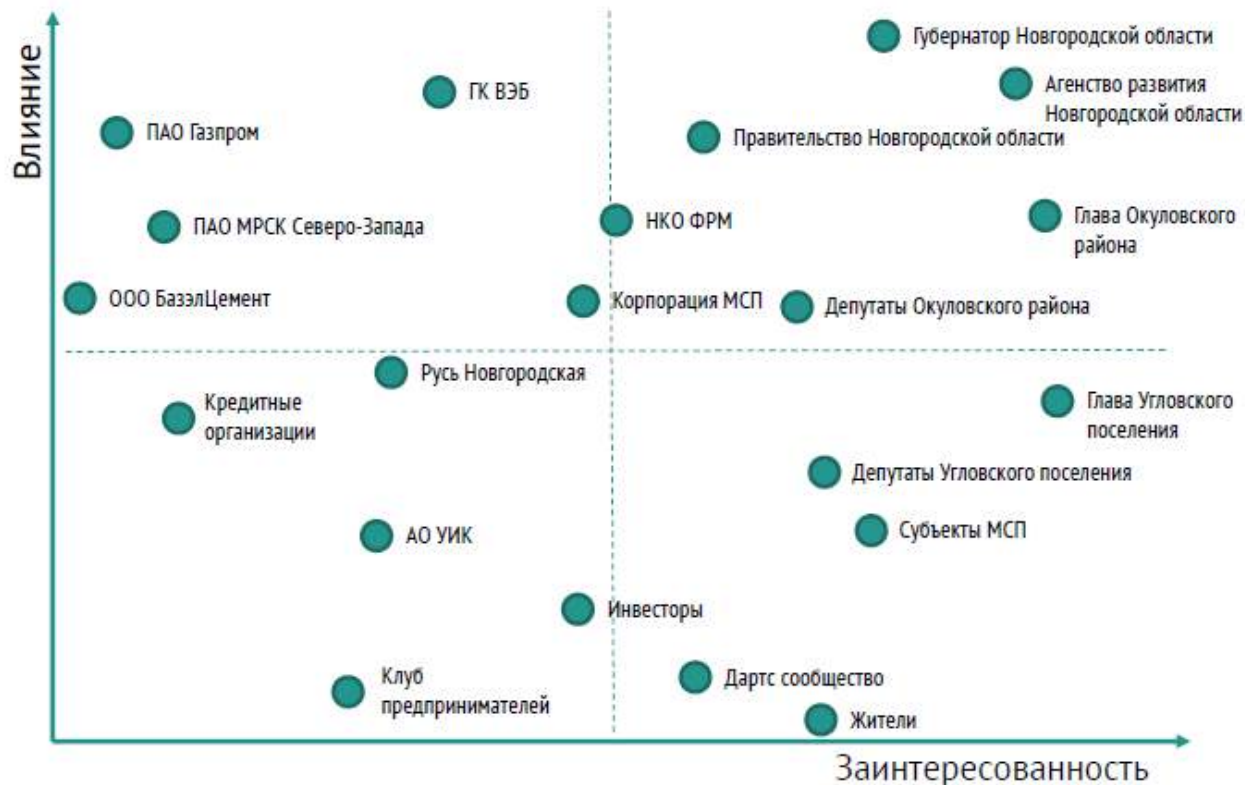 Влияние
Губернатор Новгородской области
ГК ВЭБ
Агенство развития
Новгородской области
ПАО Газпром
Правительство Новгородской области
НКО ФРМ
Глава Окуловского
района
ПАО МРСК Северо-Запада
ООО БазэлЦемент
Корпорация МСП
Депутаты Окуловского района
Русь Новгородская
Кредитные
организации
Глава Угловского
поселения
Депутаты Угловского поселения
АО УИК
Субъекты МСП
Инвесторы
Клуб
предпринимателей
Дартс сообщество
Жители
Заинтересованность